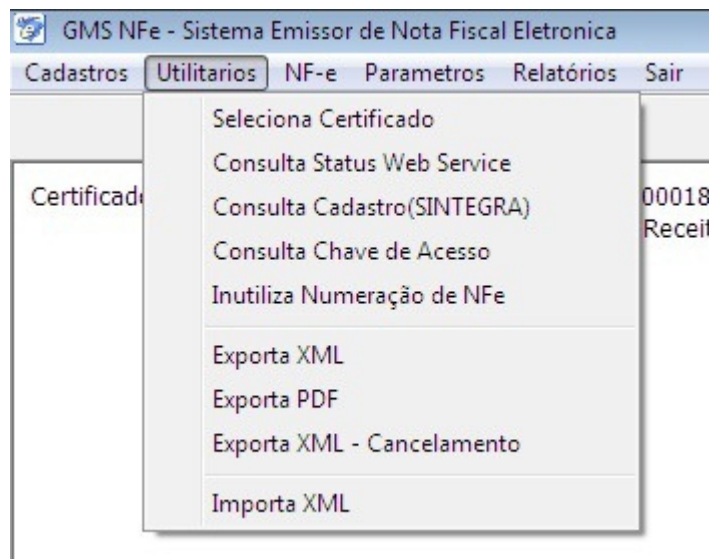 GMS NFe - Sistema Emissor de Nota Fiscal Eletronica
Cadastros Utilitarios NF-e Parametros Relatórios Sair
Seleciona Certificado
Consulta Status Web Service
Consulta Cadastro(SINTEGRA)
Consulta Chave de Acesso
Inutiliza Numeração de NFe
Exporta XML
Exporta PDF
Exporta XML - Cancelamento
Importa XML